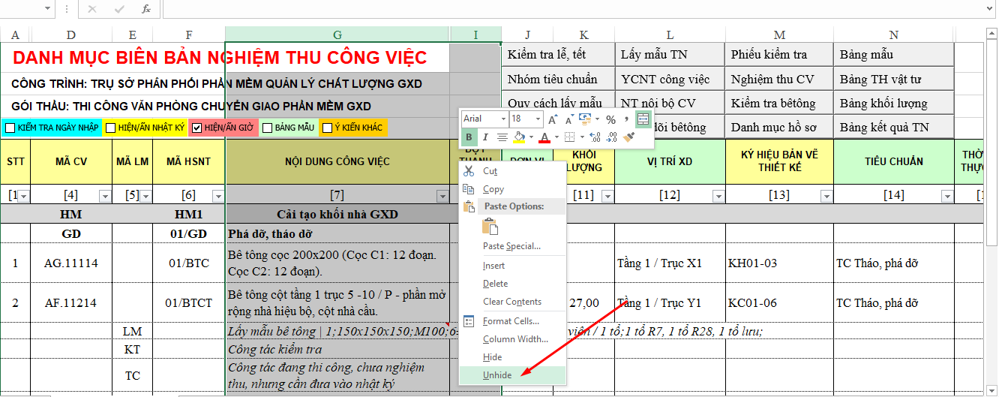 fx
A D E F G I J K L M N
DANH MỤC BIÊN BẢN NGHIỆM THU CÔNG VIỆC
Kiểm tra lễ, tết Lấy mẫu TN Phiếu kiểm tra Bảng mẫu
CÔNG TRÌNH: TRỤ SỞ PHÂN PHỐI PHẦN MỀM QUẢN LÝ CHẤT LƯỢNG GXD
Nhóm tiêu chuẩn YCNT công việc Nghiệm thu CV Bảng TH vật tư
GÓI THẦU: THI CÔNG VĂN PHÒNG CHUYỂN GIAO PHẦN MỀM GXD
Quy cách lấy mẫu NT nội bộ CV Kiểm tra bêtông Bảng khối lượng
KIỂM TRA NGÀY NHẬP HIỆN/ẨN NHẬT KÝ HIỆN/ẨN GIỜ BẢNG MẪU Ý KIẾN KHÁC
dõi bêtông Danh mục hồ sơ Bảng kết quả TN
Arial 18 A A % ,
B I A .00
STT MÃ CV MÃ LM MÃ HSNT NỘI DUNG CÔNG VIỆC KHỐI LƯỢNG VỊ TRÍ XD KÝ HIỆU BẢN VẼ THIẾT KẾ TIÊU CHUẨN
[1 [4] [5] [6] [7] [11] [12] [13] [14]
HM HM1 Cải tạo khối nhà GXD
GD 01/GD Phá dỡ, tháo dỡ
1 AG.11114 01/BTC Bê tông cọc 200x200 (Cọc C1: 12 đoạn. Tầng 1 / Trục X1 KH01-03 TC Tháo, phá dỡ
Cọc C2: 12 đoạn).
2 AF.11214 01/BTCT Bê tông cột tầng 1 trục 5 -10 / P - phần mở 27,00 Tầng 1 / Trục Y1 KC01-06 TC Tháo, phá dỡ
rộng nhà hiệu bộ, cột nhà cầu.
LM Lấy mẫu bê tông | 1;150x150x150;M100;6= viên / 1 tổ;1 tổ R7, 1 tổ R28, 1 tổ lưu;
KT Công tác kiểm tra
TC Công tác đang thi công, chưa nghiệm
thu, nhưng cần đưa vào nhật ký
Cut
Copy
Paste Options:
Paste Special...
Insert
Delete
Clear Contents
Format Cells...
Column Width...
Hide
Unhide